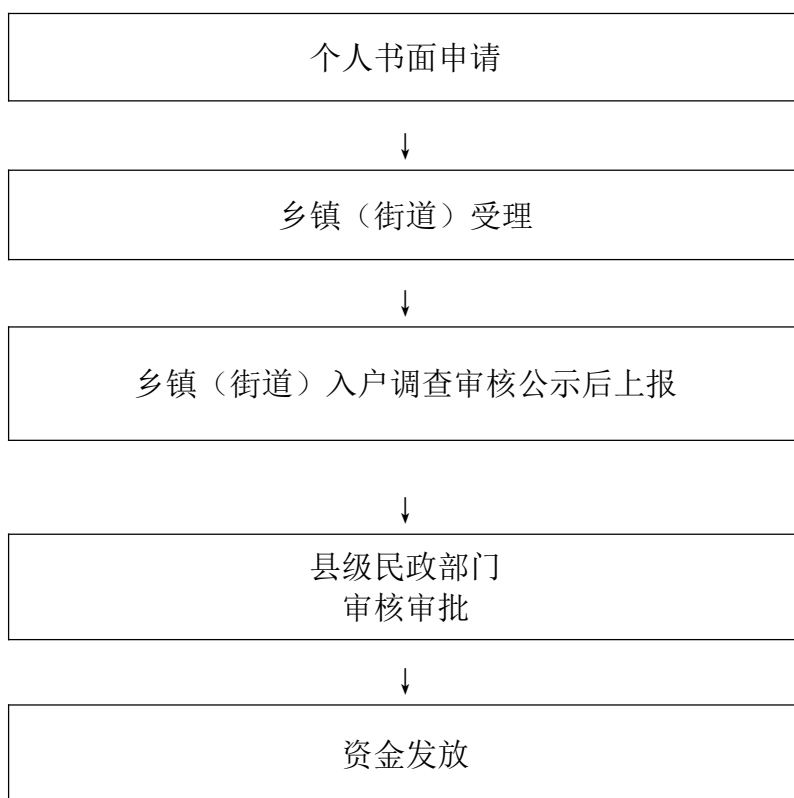 个人书面申请
↓
乡镇（街道）受理
↓
乡镇（街道）入户调查审核公示后上报
↓
县级民政部门
审核审批
↓
资金发放